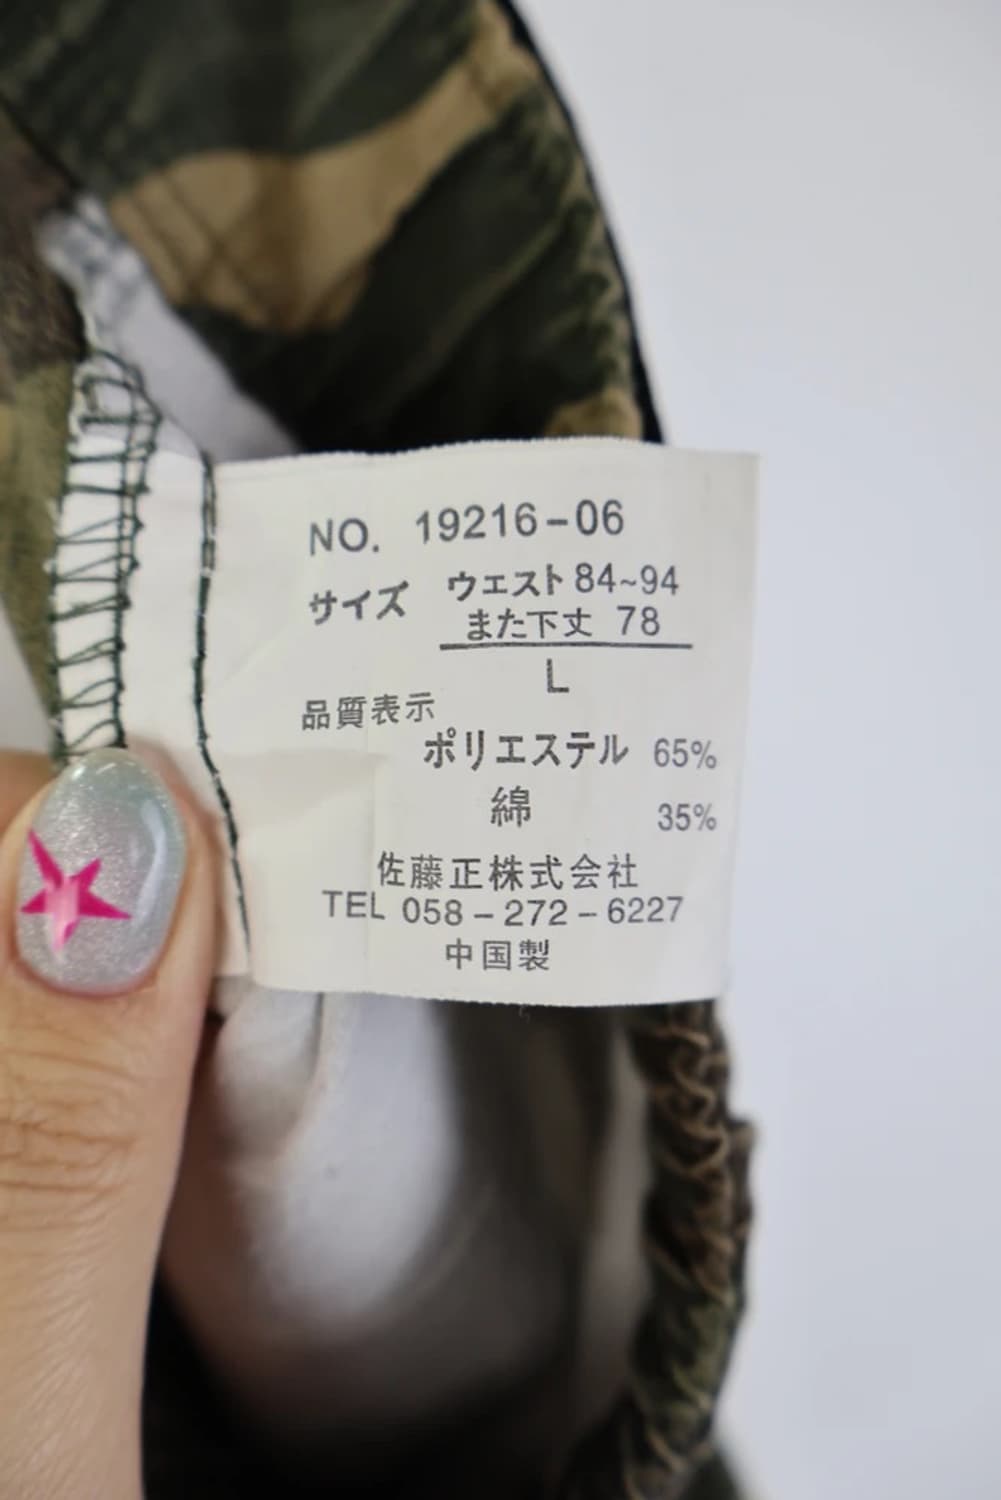 NO. 19216-06
サイズ ウエスト 84~94
また下丈 78
L
品質表示
ポリエステル 65%
綿 35%
佐藤正株式会社
TEL 058-272-6227
中国製